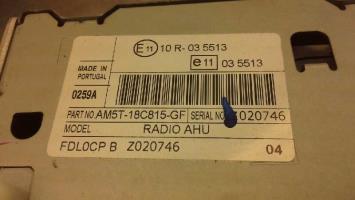 E11 10 R- 03 5513
e11 03 5513
MADE IN
PORTUGAL
0259A
PART NO. AM5T-18C815-GF SERIAL NO. 020746
MODEL RADIO AHU
FDL0CP B Z020746 04